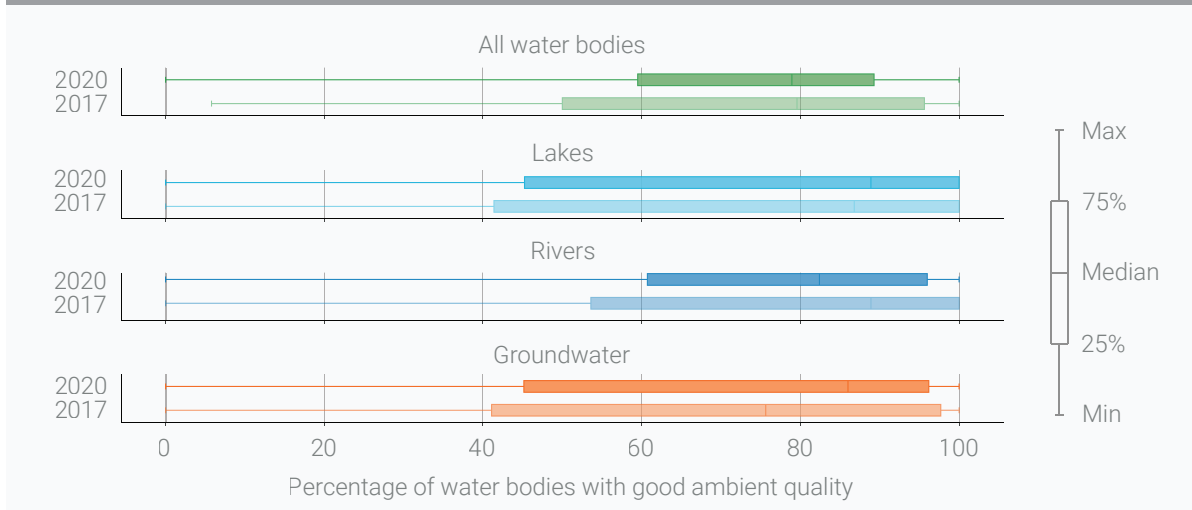 All water bodies
2020
2017
Lakes
2020
2017
Rivers
2020
2017
Groundwater
2020
2017
0 20 40 60 80 100
Percentage of water bodies with good ambient quality
Max
75%
Median
25%
Min